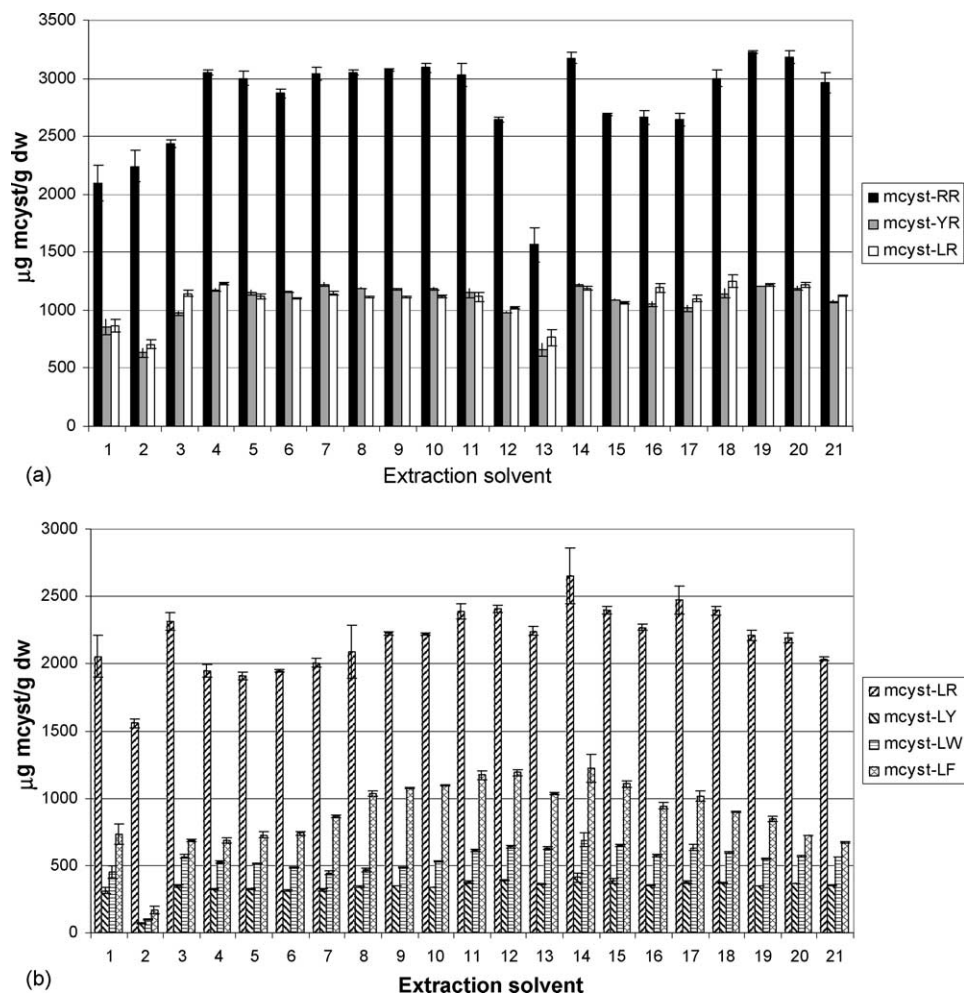 3500
3000
2500
2000
1500
1000
500
0
μg mcyst/g dw
mcyst-RR
mcyst-YR
mcyst-LR
1 2 3 4 5 6 7 8 9 10 11 12 13 14 15 16 17 18 19 20 21
(a) Extraction solvent
3000
2500
2000
1500
1000
500
0
μg mcyst/g dw
mcyst-LR
mcyst-LY
mcyst-LW
mcyst-LF
1 2 3 4 5 6 7 8 9 10 11 12 13 14 15 16 17 18 19 20 21
(b) Extraction solvent